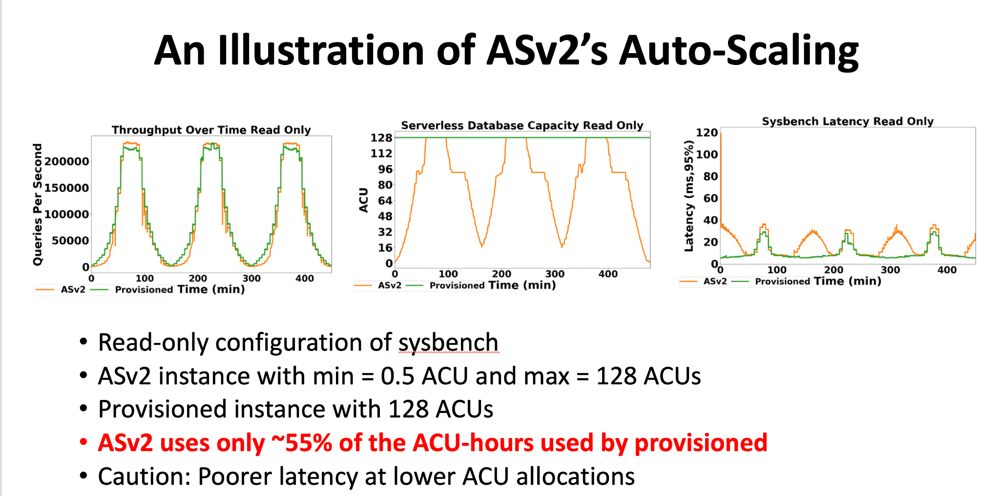 An Illustration of ASv2’s Auto-Scaling
Throughput Over Time Read Only
Queries Per Second
200000
150000
100000
50000
0
0 100 200 300 400
ASv2 Provisioned Time (min)
Serverless Database Capacity Read Only
ACU
128
112
96
80
64
48
32
16
0
0 100 200 300 400
ASv2 Provisioned Time (min)
Sysbench Latency Read Only
Latency (ms,95%)
120
100
80
60
40
20
0
0 100 200 300 400
ASv2 Provisioned Time (min)
• Read-only configuration of sysbench
• ASv2 instance with min = 0.5 ACU and max = 128 ACUs
• Provisioned instance with 128 ACUs
• ASv2 uses only ~55% of the ACU-hours used by provisioned
• Caution: Poorer latency at lower ACU allocations